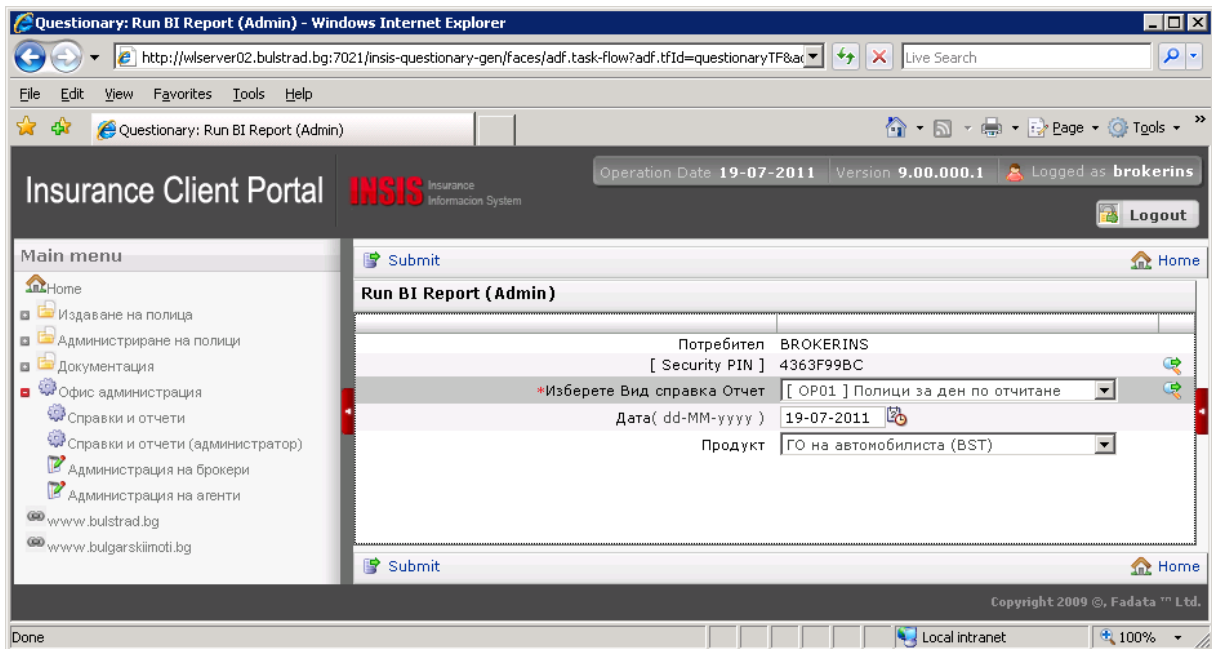 Questionary: Run BI Report (Admin) - Windows Internet Explorer
http://wlserver02.bulstrad.bg:7021/insis-questionary-gen/faces/adf.task-flow?adf.tfId=questionaryTF&ad
Live Search
File Edit View Favorites Tools Help
Questionary: Run BI Report (Admin)
Page Tools »
Insurance Client Portal
INSIS Insurance Informacion System
Operation Date 19-07-2011 Version 9.00.000.1 Logged as brokerins
Logout
Main menu
Home
Издаване на полица
Администриране на полици
Документация
Офис администрация
Справки и отчети
Справки и отчети (администратор)
Администрация на брокери
Администрация на агенти
www.bulstrad.bg
www.bulgarskiimoti.bg
Submit Home
Run BI Report (Admin)
Потребител BROKERINS
[ Security PIN ] 4363F99BC
*Изберете Вид справка Отчет [ OP01 ] Полици за ден по отчитане
Дата( dd-MM-yyyy ) 19-07-2011
Продукт ГО на автомобилиста (BST)
Submit Home
Copyright 2009 ©, Fadata ™ Ltd.
Done Local intranet 100%